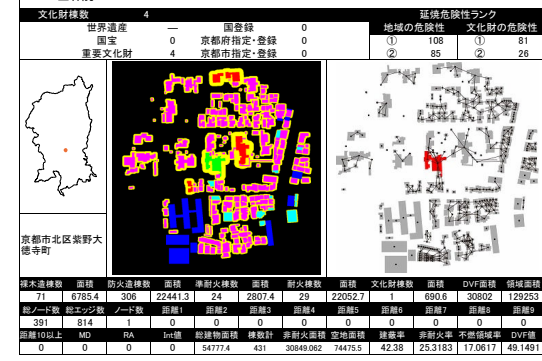 文化財棟数 4 延焼危険性ランク
世界遺産 — 国登録 0 地域の危険性 文化財の危険性
国宝 0 京都府指定・登録 0 ① 108 ① 81
重要文化財 4 京都市指定・登録 0 ② 85 ② 26
京都市北区紫野大
徳寺町
裸木造棟数 面積 防火造棟数 面積 準耐火棟数 面積 耐火棟数 面積 文化財棟数 面積 DVF面積 領域面積
71 6785.4 306 22441.3 24 2807.4 29 22052.7 1 690.6 30802 129253
総ノード数 総エッジ数 ノード数 距離1 距離2 距離3 距離4 距離5 距離6 距離7 距離8 距離9
391 814 1 0 0 0 0 0 0 0 0 0
距離10以上 MD RA Int値 総建物面積 棟数計 非耐火面積 空地面積 建蔽率 非耐火率 不燃領域率 DVF値
0 0 0 0 54777.4 431 30849.062 74475.5 42.38 25.3183 17.0617 49.1491